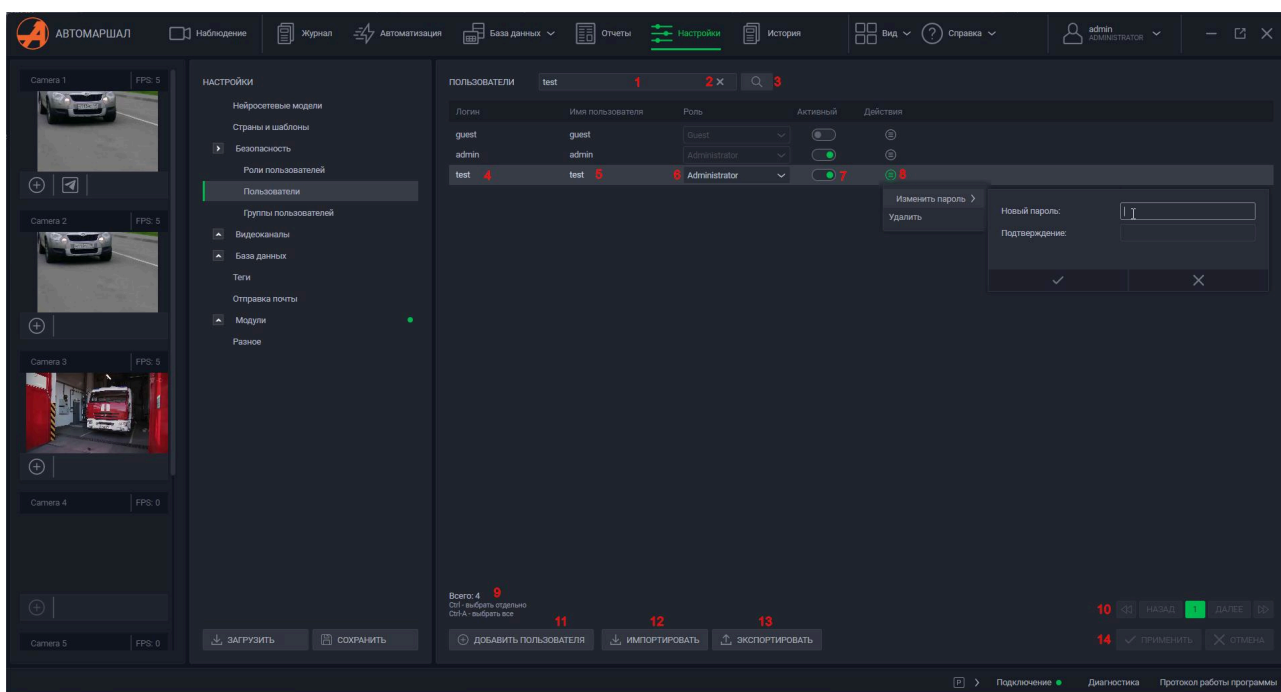 АВТОМАРШАЛ Наблюдение Журнал Автоматизация База данных Отчеты Настройки История Вид ? Справка admin
ADMINISTRATOR
Camera 1 FPS: 5
Camera 2 FPS: 5
Camera 3 FPS: 5
Camera 4 FPS: 0
Camera 5 FPS: 0
НАСТРОЙКИ
Нейросетевые модели
Страны и шаблоны
Безопасность
Роли пользователей
Пользователи
Группы пользователей
Видеоканалы
База данных
Теги
Отправка почты
Модули
Разное
ЗАГРУЗИТЬ СОХРАНИТЬ
ПОЛЬЗОВАТЕЛИ test 1 2 3
Логин Имя пользователя Роль Активный Действия
guest guest Guest
admin admin Administrator
test 4 test 5 6 Administrator 7 8
Изменить пароль
Удалить
Новый пароль:
Подтверждение:
Всего: 4 9
Ctrl - выбрать отдельно
Ctrl-A - выбрать все
10 НАЗАД 1 ДАЛЕЕ
11 12 13
ДОБАВИТЬ ПОЛЬЗОВАТЕЛЯ ИМПОРТИРОВАТЬ ЭКСПОРТИРОВАТЬ
14 ПРИМЕНИТЬ ОТМЕНА
P Подключение Диагностика Протокол работы программы